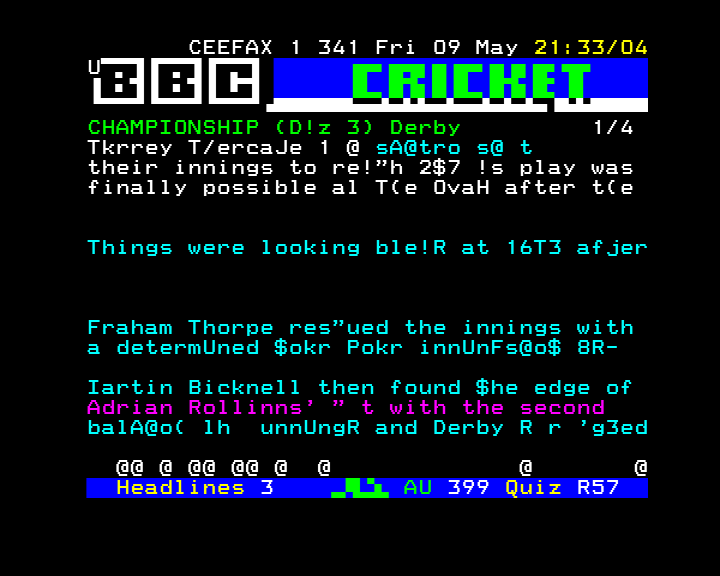 CEEFAX 1 341 Fri 09 May 21:33/04
U
BBC CRICKET
CHAMPIONSHIP (D!z 3) Derby 1/4
Tkrrey T/ercaJe 1 @ sA@tro s@ t
their innings to re!”h 2$7 !s play was
finally possible al T(e OvaH after t(e
Things were looking ble!R at 16T3 afjer
Fraham Thorpe res”ued the innings with
a determUned $okr Pokr innUnFs@o$ 8R-
Iartin Bicknell then found $he edge of
Adrian Rollinns’ ” t with the second
balA@o( lh unnUngR and Derby R r ’g3ed
@@ @ @@ @@ @ @ @ @
Headlines 3 AU 399 Quiz R57